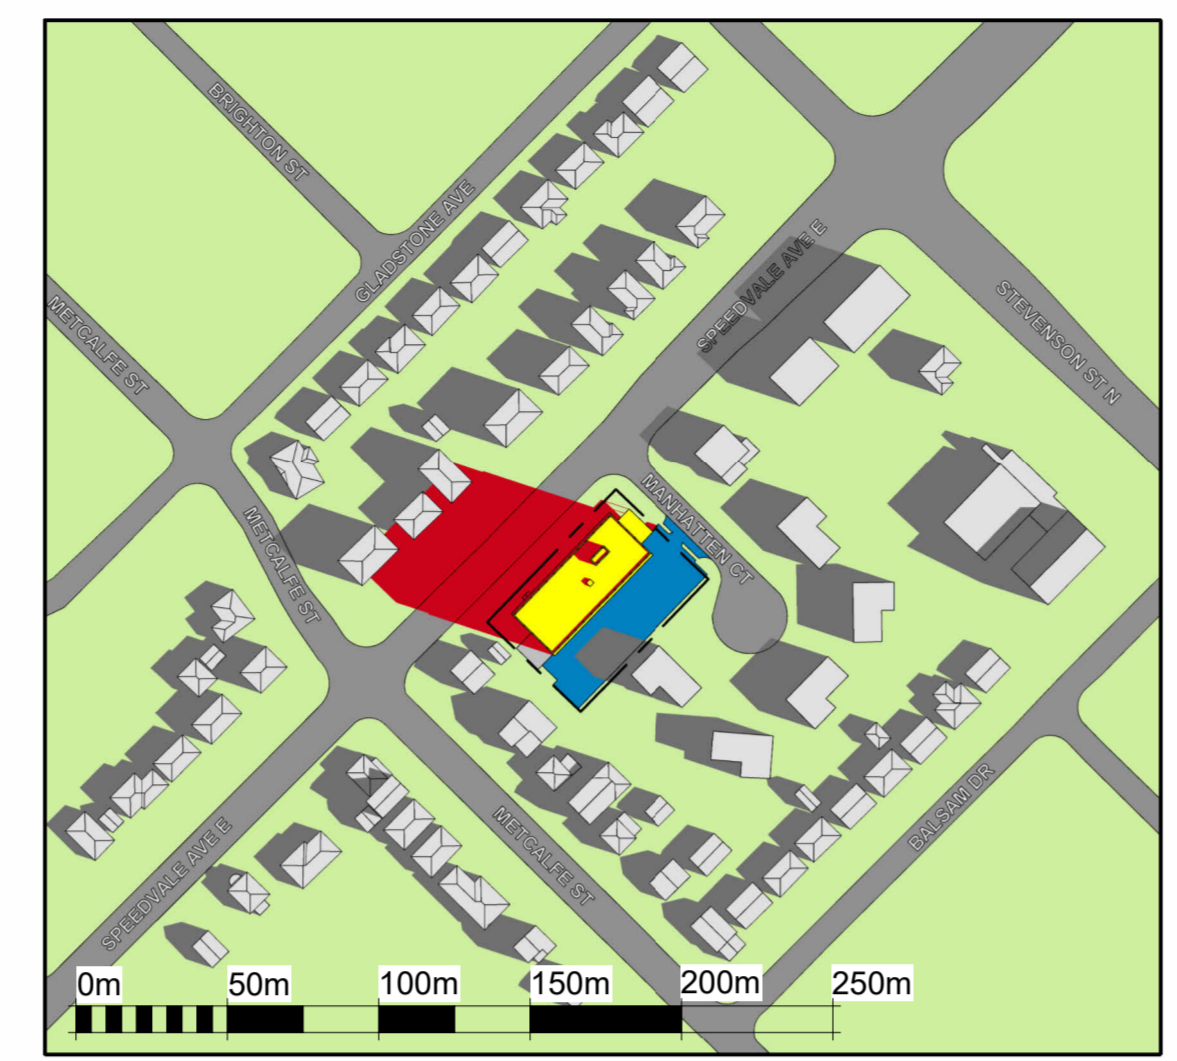 BRIGHTON ST
GLADSTONE AVE
SPEEDVALE AVE E
METCALFE ST
STEVENSON ST N
METCALFE ST
MANHATTEN CT
BALSAM DR
METCALFE ST
SPEEDVALE AVE E
0m 50m 100m 150m 200m 250m